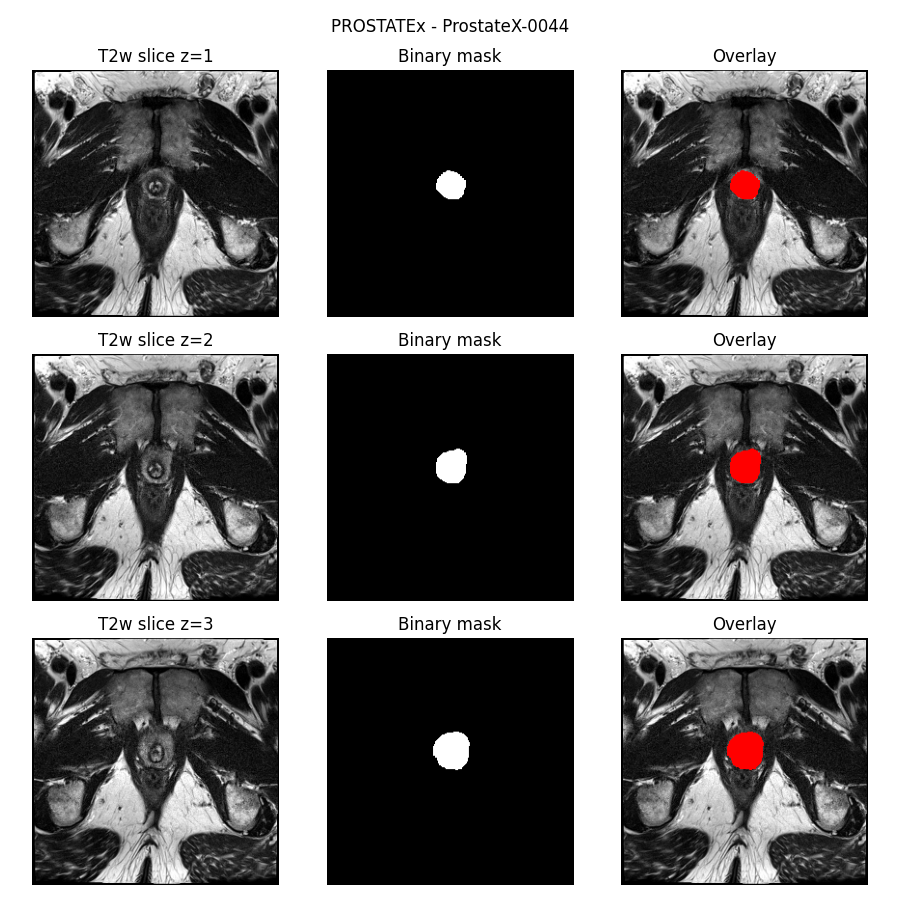 PROSTATEx - ProstateX-0044
T2w slice z=1
Binary mask
Overlay
T2w slice z=2
Binary mask
Overlay
T2w slice z=3
Binary mask
Overlay